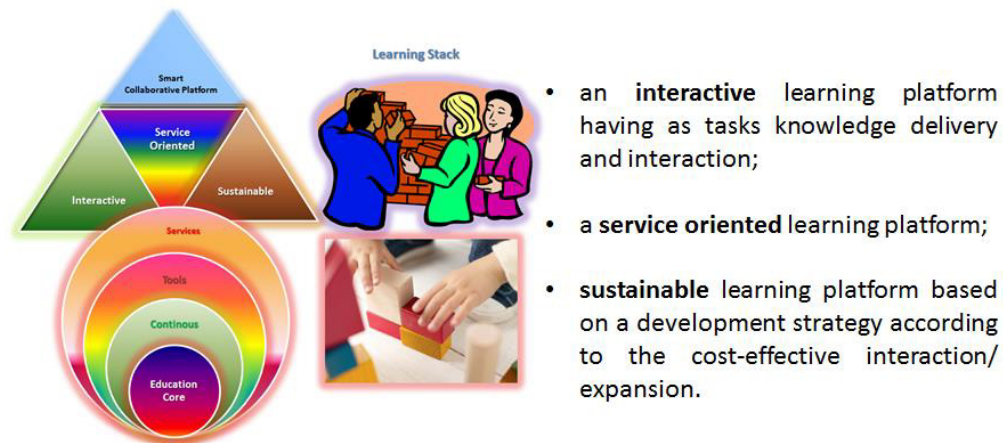 Smart
Collaborative Platform
Service
Oriented
Interactive
Sustainable
Services
Tools
Continous
Education
Core
Learning Stack
• an interactive learning platform
having as tasks knowledge delivery
and interaction;
• a service oriented learning platform;
• sustainable learning platform based
on a development strategy according
to the cost-effective interaction/
expansion.